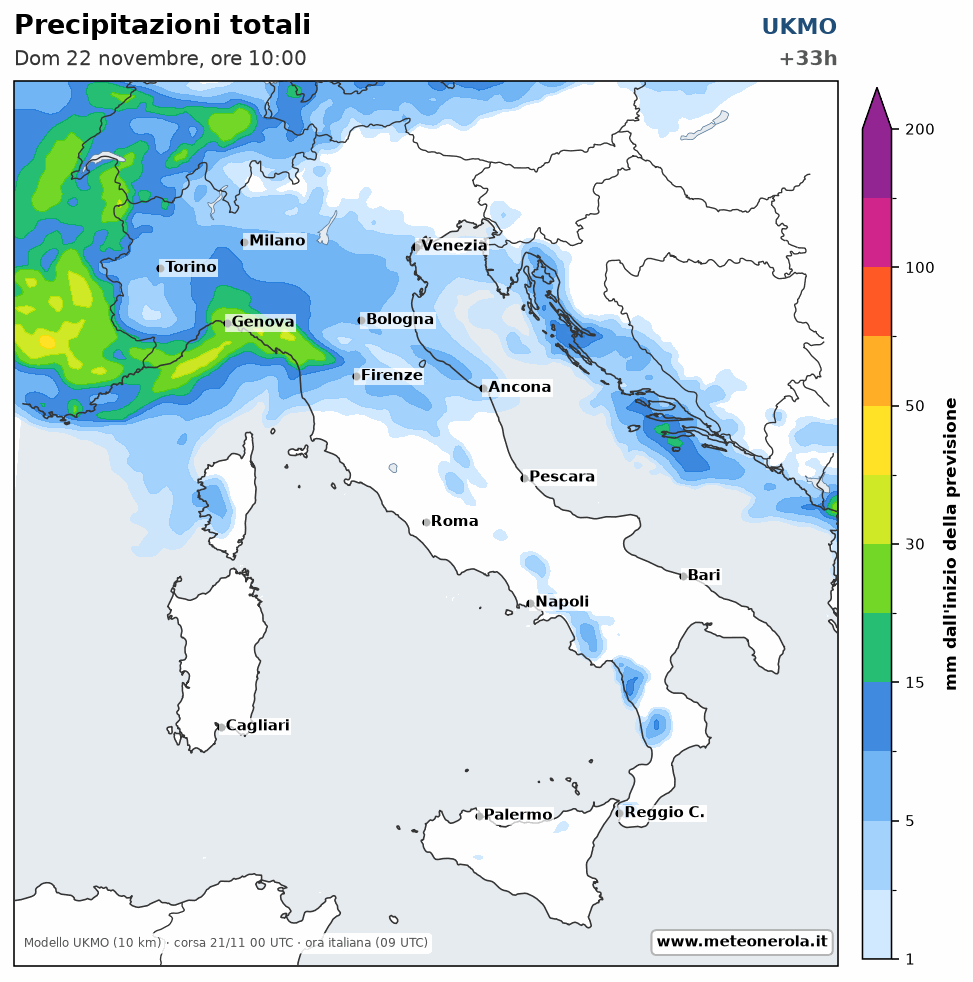 Precipitazioni totali
UKMO
Dom 22 novembre, ore 10:00
+33h
200
100
50
30
15
5
1
mm dall'inizio della previsione
Milano
Venezia
Torino
Genova
Bologna
Firenze
Ancona
Pescara
Roma
Bari
Napoli
Cagliari
Palermo
Reggio C.
Modello UKMO (10 km) · corsa 21/11 00 UTC · ora italiana (09 UTC)
www.meteonerola.it